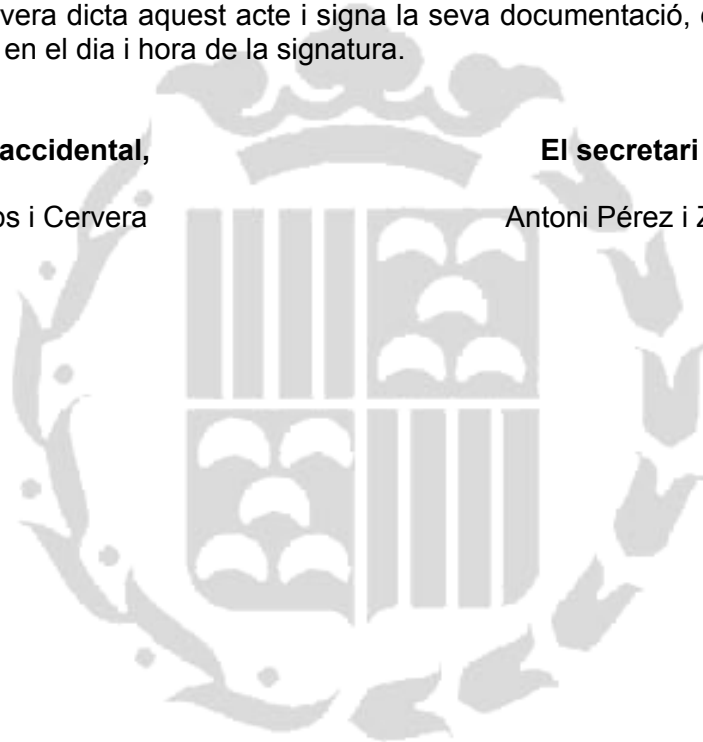 vera dicta aquest acte i signa la seva documentació,
en el dia i hora de la signatura.
accidental, El secretari
os i Cervera Antoni Pérez i